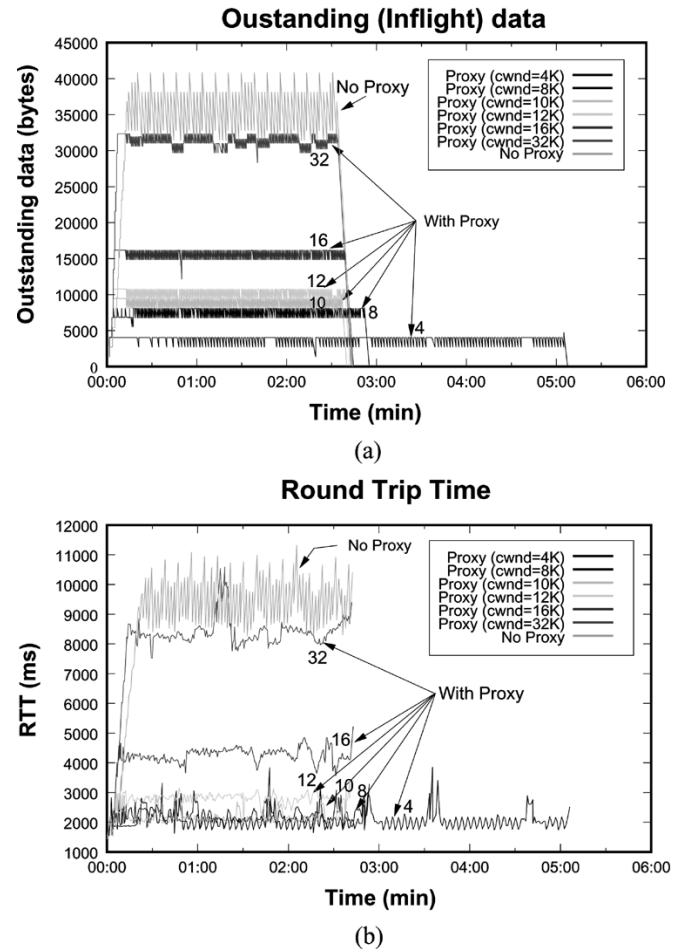 Oustanding (Inflight) data
Outstanding data (bytes)
45000
40000
35000
30000
25000
20000
15000
10000
5000
0
No Proxy
Proxy (cwnd=4K)
Proxy (cwnd=8K)
Proxy (cwnd=10K)
Proxy (cwnd=12K)
Proxy (cwnd=16K)
Proxy (cwnd=32K)
No Proxy
32
With Proxy
16
12
10
8
4
00:00 01:00 02:00 03:00 04:00 05:00 06:00
Time (min)
(a)
Round Trip Time
RTT (ms)
12000
11000
10000
9000
8000
7000
6000
5000
4000
3000
2000
1000
No Proxy
Proxy (cwnd=4K)
Proxy (cwnd=8K)
Proxy (cwnd=10K)
Proxy (cwnd=12K)
Proxy (cwnd=16K)
Proxy (cwnd=32K)
No Proxy
32
With Proxy
16
12
10
8
4
00:00 01:00 02:00 03:00 04:00 05:00 06:00
Time (min)
(b)